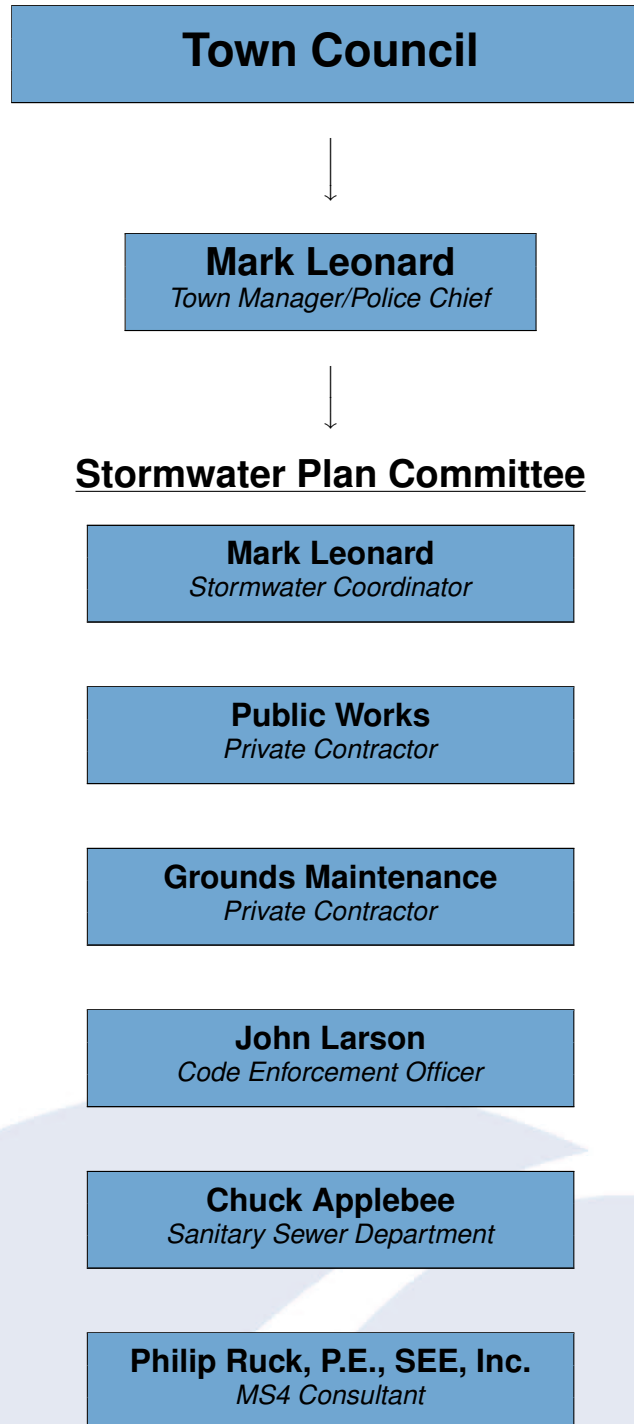 Town Council
Mark Leonard
Town Manager/Police Chief
Stormwater Plan Committee
Mark Leonard
Stormwater Coordinator
Public Works
Private Contractor
Grounds Maintenance
Private Contractor
John Larson
Code Enforcement Officer
Chuck Applebee
Sanitary Sewer Department
Philip Ruck, P.E., SEE, Inc.
MS4 Consultant